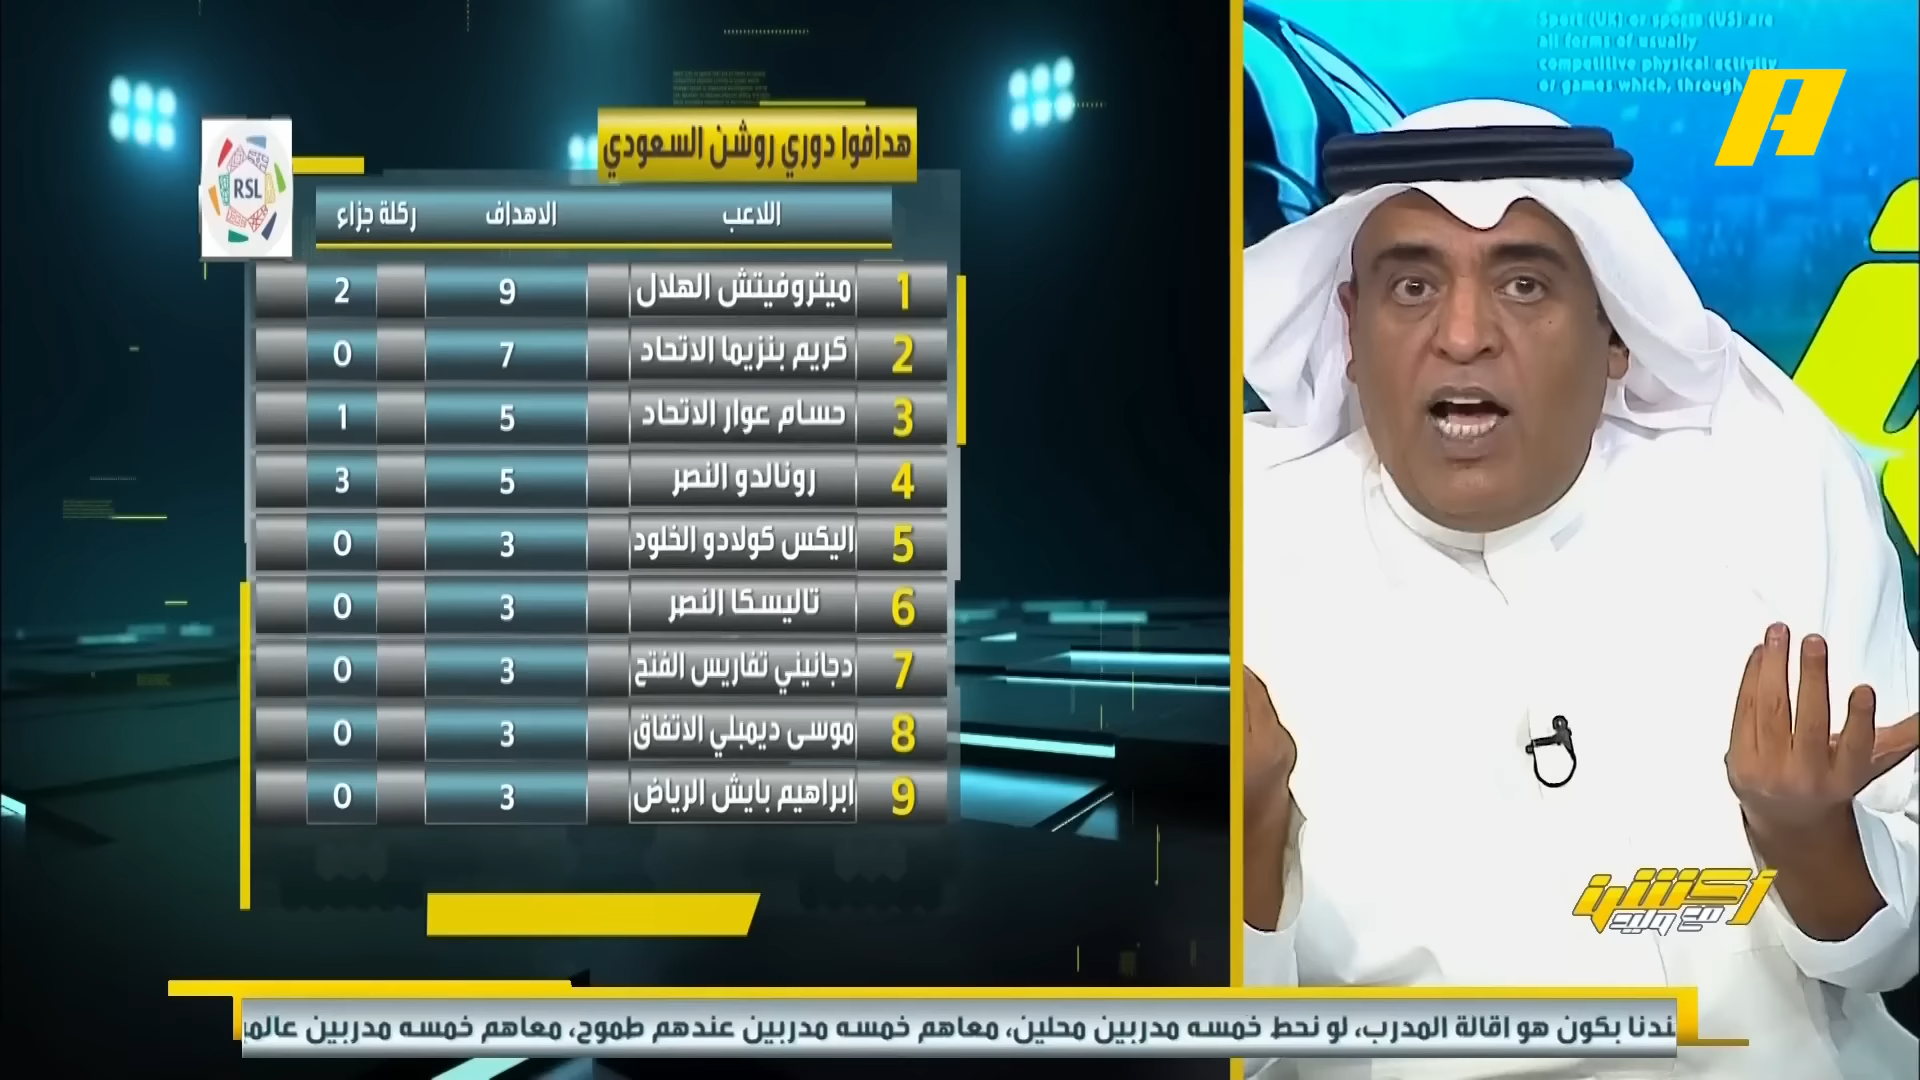 Sport (UK) or sports (US) are
all forms of usually
competitive physical activity
or games which, through
هدافوا دوري روشن السعودي
RSL
اللاعب الاهداف ركلة جزاء
1 ميتروفيتش الهلال 9 2
2 كريم بنزيما الاتحاد 7 0
3 حسام عوار الاتحاد 5 1
4 رونالدو النصر 5 3
5 اليكس كولادو الخلود 3 0
6 تاليسكا النصر 3 0
7 دجانيني تفاريس الفتح 3 0
8 موسى ديمبلي الاتفاق 3 0
9 ابراهيم بايش الرياض 3 0
أكشن
مع وليد
ندنا بكون هو اقالة المدرب، لو نحط خمسه مدربين محلين، معاهم خمسه مدربين عندهم طموح، معاهم خمسه مدربين عالمي